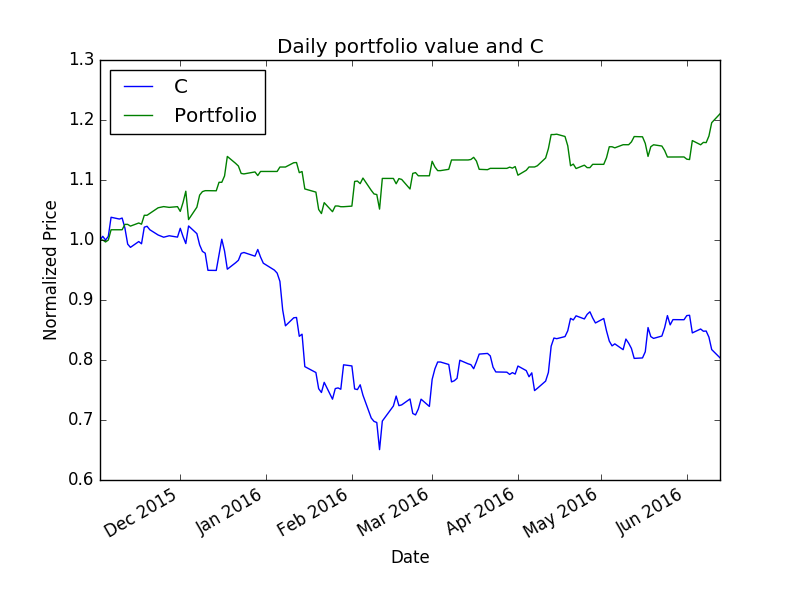 Daily portfolio value and C
1.3
1.2
1.1
1.0
0.9
0.8
0.7
0.6
Normalized Price
C
Portfolio
Dec 2015
Jan 2016
Feb 2016
Mar 2016
Apr 2016
May 2016
Jun 2016
Date